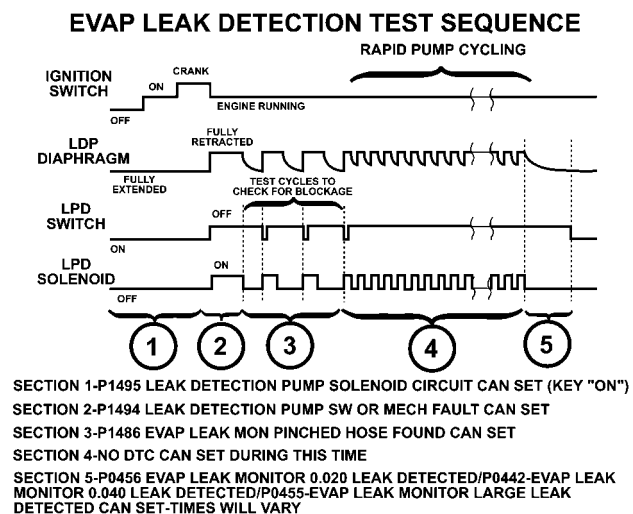 EVAP LEAK DETECTION TEST SEQUENCE
RAPID PUMP CYCLING
IGNITION
SWITCH
OFF
ON
CRANK
ENGINE RUNNING
LDP
DIAPHRAGM
FULLY
EXTENDED
FULLY
RETRACTED
TEST CYCLES TO
CHECK FOR BLOCKAGE
LPD
SWITCH
ON
OFF
LPD
SOLENOID
OFF
ON
1
2
3
4
5
SECTION 1-P1495 LEAK DETECTION PUMP SOLENOID CIRCUIT CAN SET (KEY "ON")
SECTION 2-P1494 LEAK DETECTION PUMP SW OR MECH FAULT CAN SET
SECTION 3-P1486 EVAP LEAK MON PINCHED HOSE FOUND CAN SET
SECTION 4-NO DTC CAN SET DURING THIS TIME
SECTION 5-P0456 EVAP LEAK MONITOR 0.020 LEAK DETECTED/P0442-EVAP LEAK
MONITOR 0.040 LEAK DETECTED/P0455-EVAP LEAK MONITOR LARGE LEAK
DETECTED CAN SET-TIMES WILL VARY